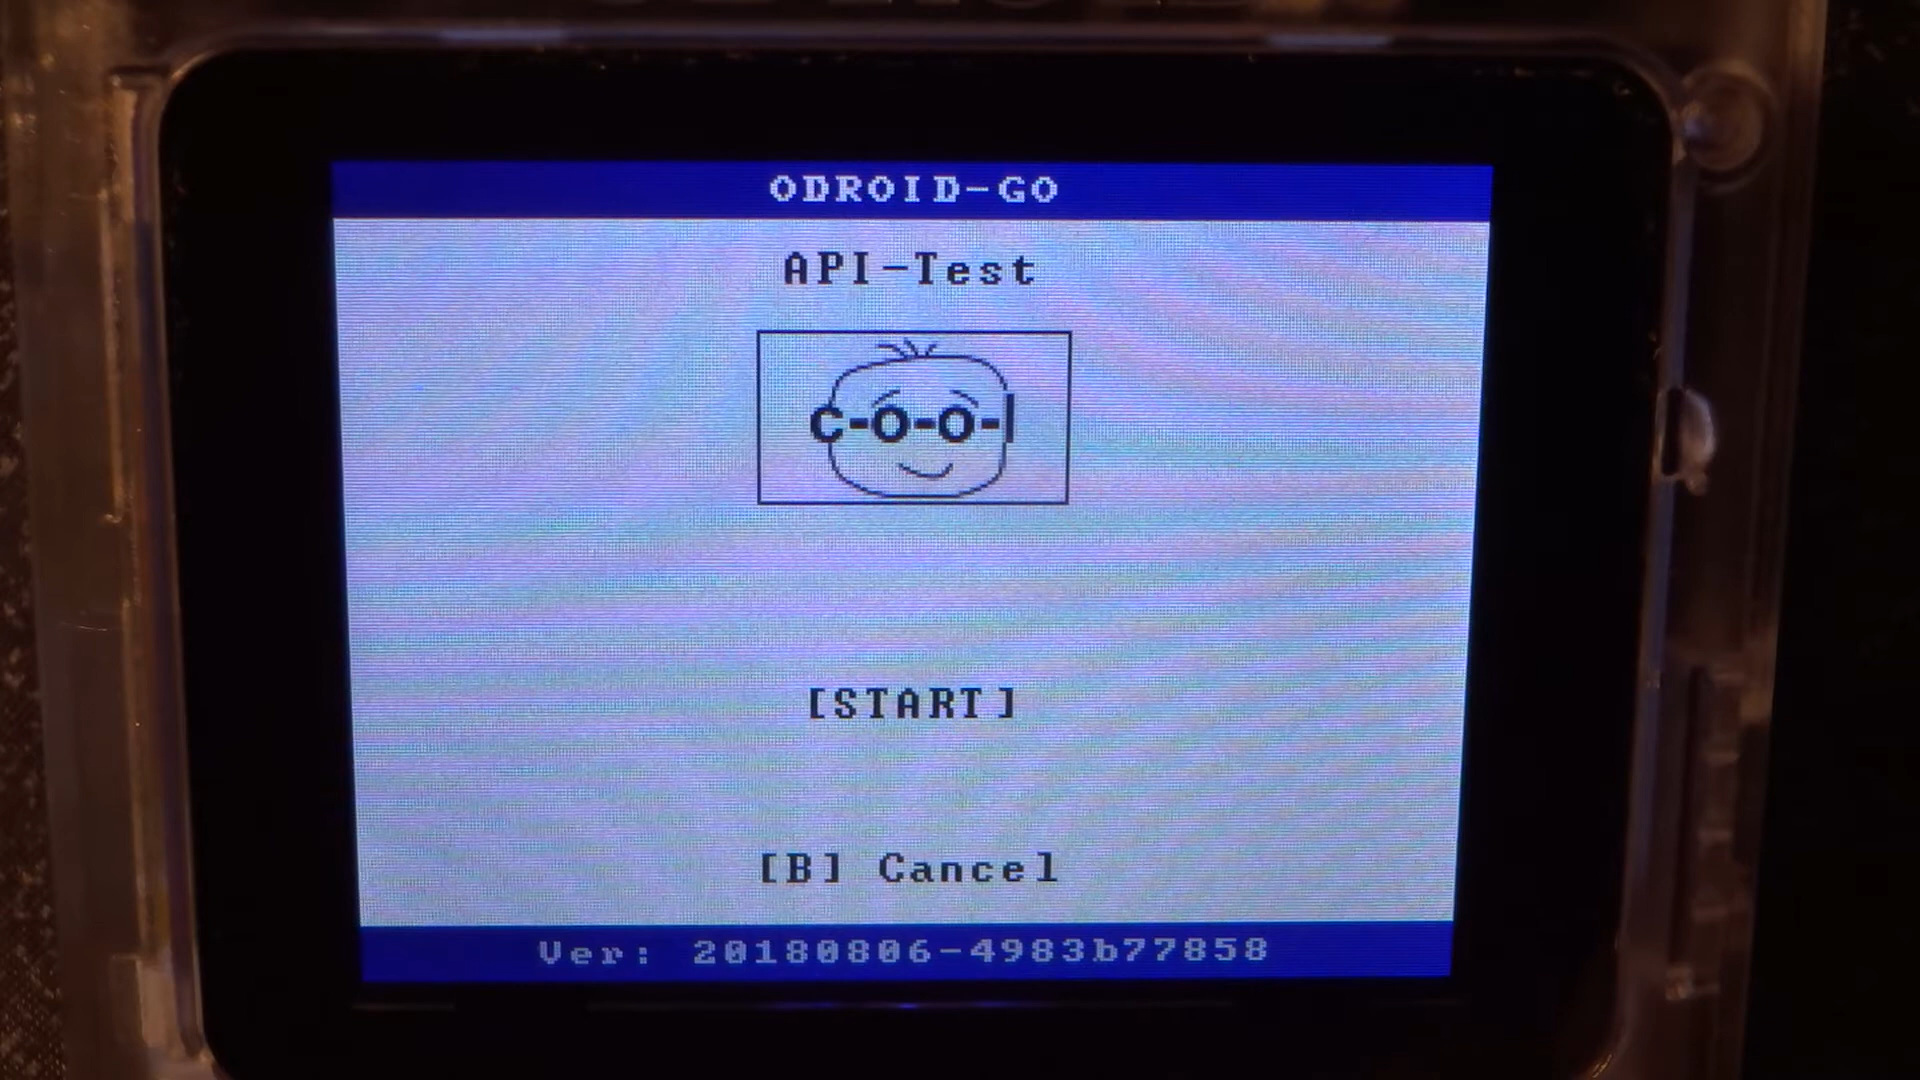 ODROID-GO
API-Test
c-o-o-l
[START]
[B] Cancel
Ver: 20180806-4983b77858